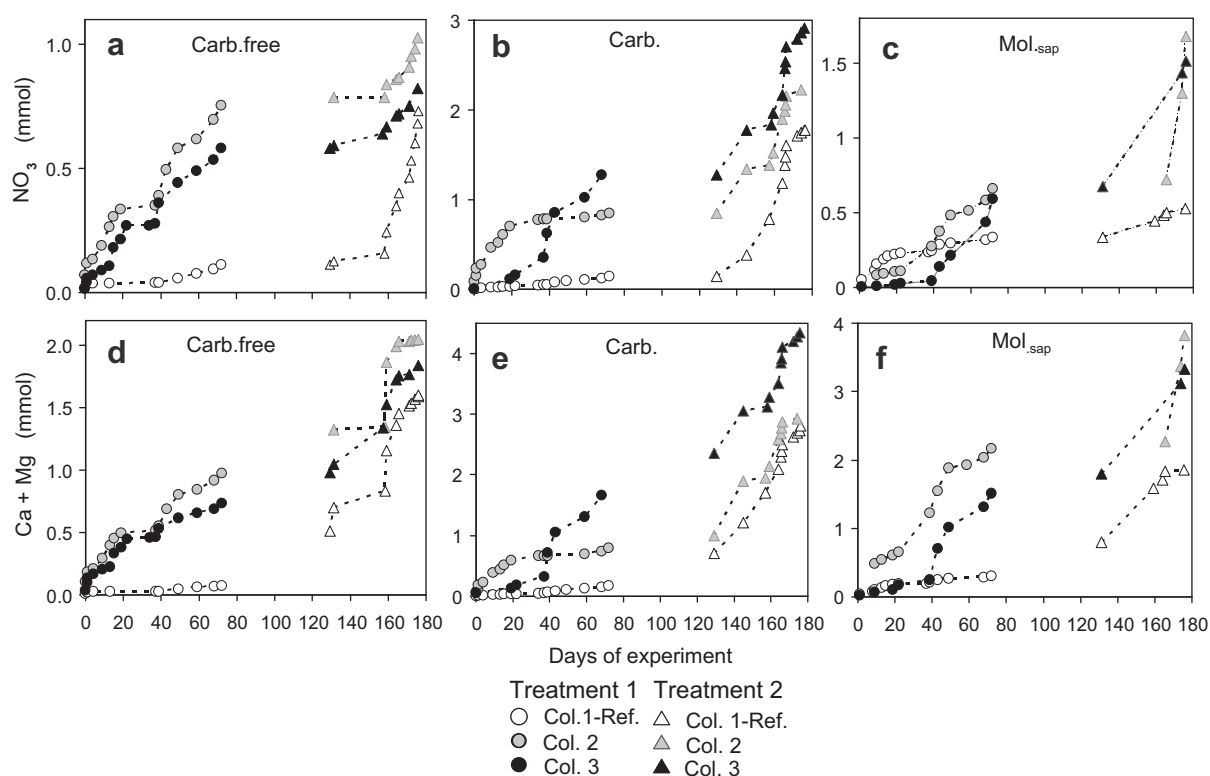 a Carb.free
b Carb.
c Mol.sap
NO3 (mmol)
1.0
0.5
0.0
3
2
1
0
1.5
1
0.5
0
d Carb.free
e Carb.
f Mol.sap
Ca + Mg (mmol)
2.0
1.5
1.0
0.5
0.0
4
3
2
1
0
4
3
2
1
0
0 20 40 60 80 100 120 140 160 180
0 20 40 60 80 100 120 140 160 180
0 20 40 60 80 100 120 140 160 180
Days of experiment
Treatment 1 Treatment 2
Col.1-Ref. Col. 1-Ref.
Col. 2 Col. 2
Col. 3 Col. 3